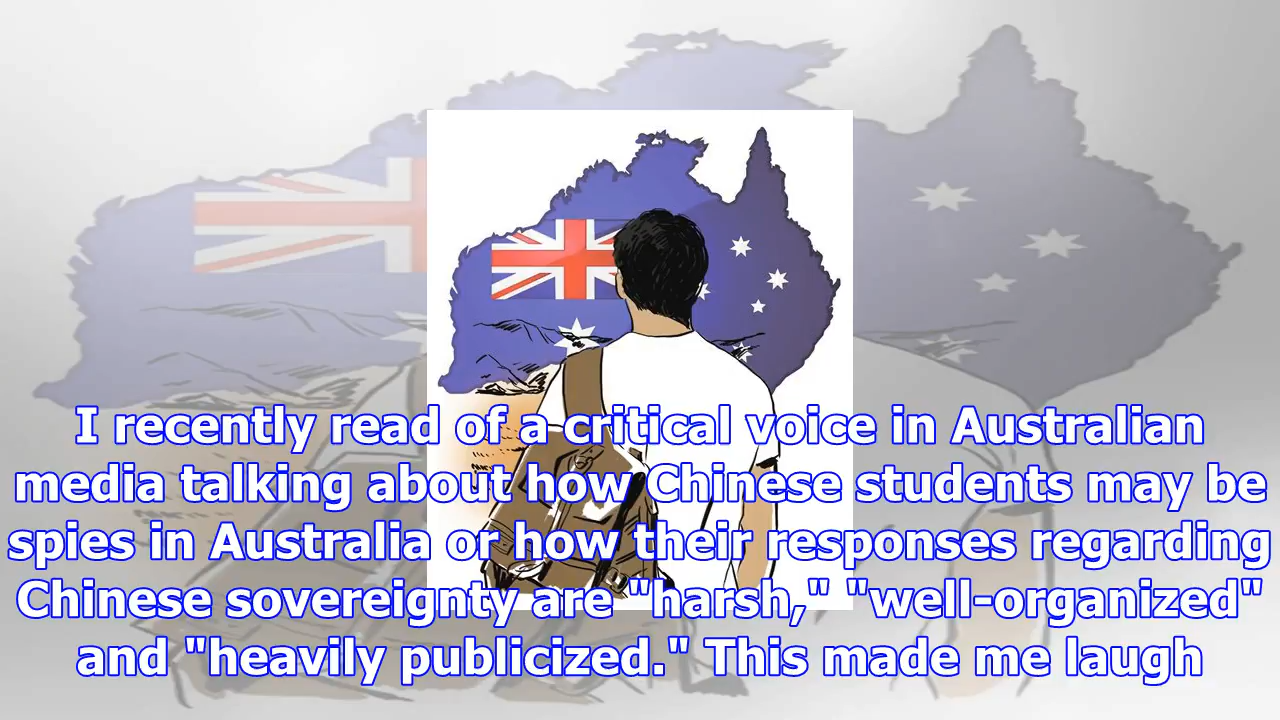 I recently read of a critical voice in Australian
media talking about how Chinese students may be
spies in Australia or how their responses regarding
Chinese sovereignty are "harsh," "well-organized"
and "heavily publicized." This made me laugh